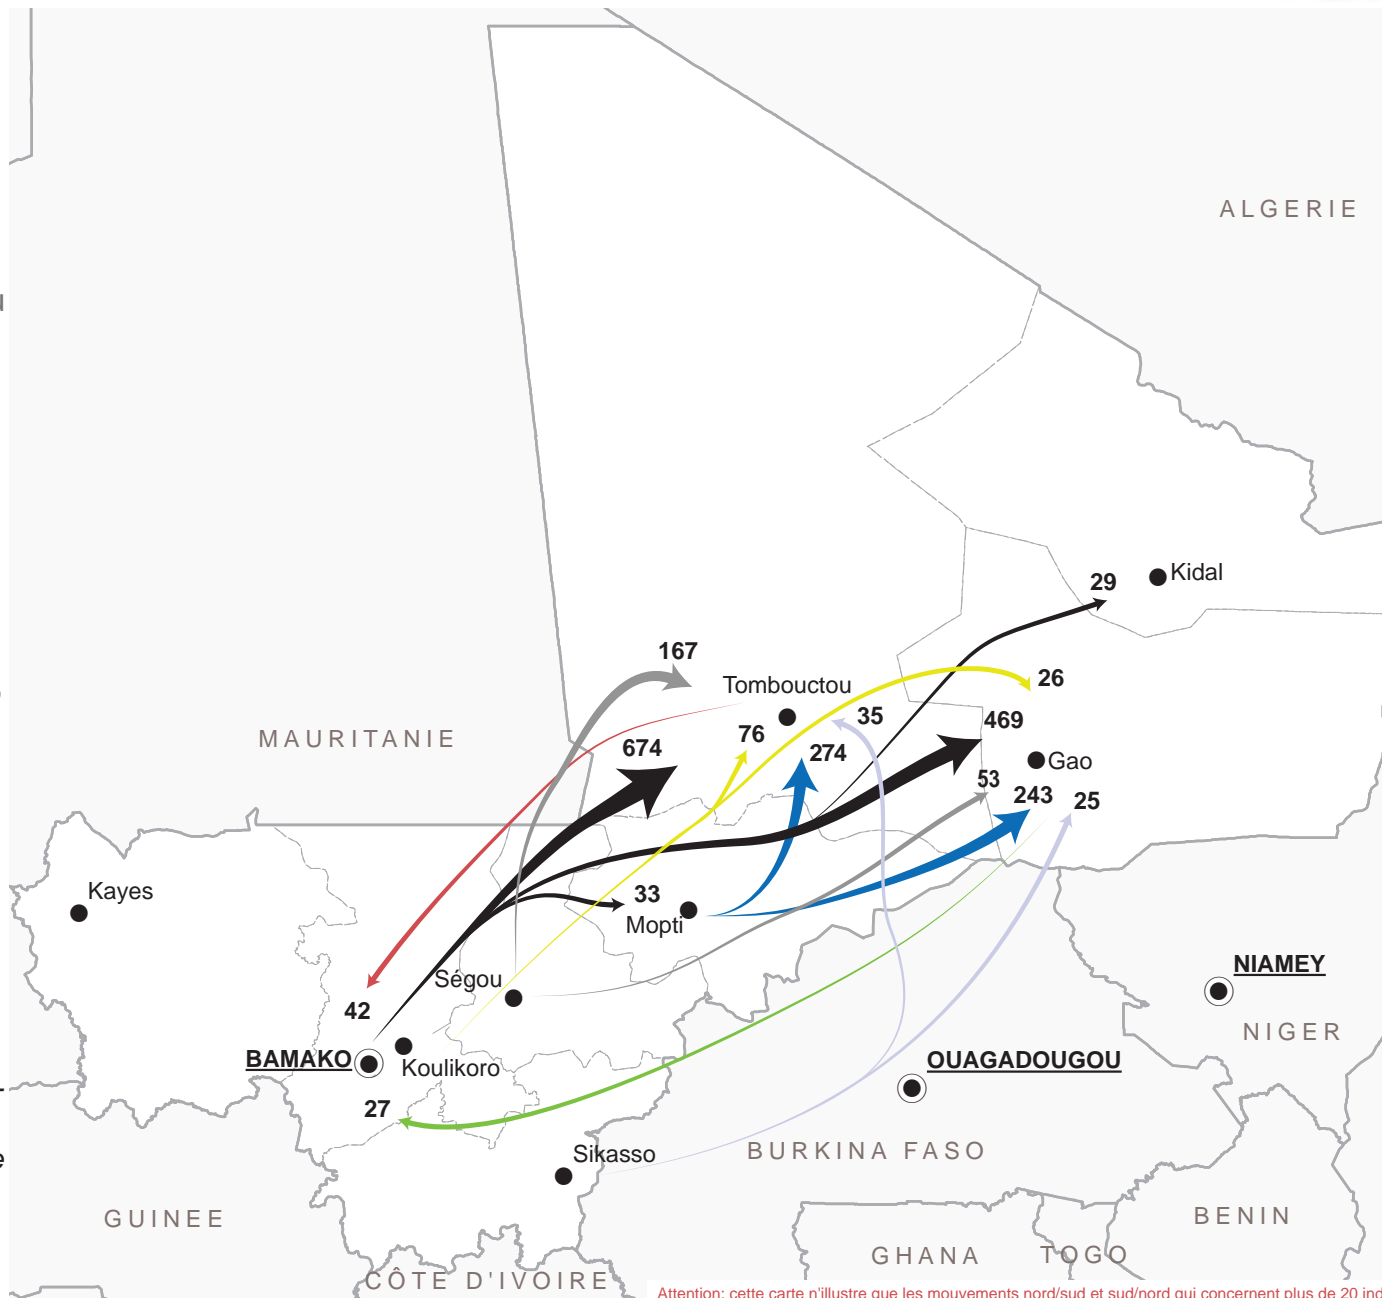 ALGERIE
Kidal
29
167
Tombouctou
26
35
469
76
674
274
MAURITANIE
Gao
53
243
25
Kayes
33
Mopti
NIAMEY
Ségou
42
NIGER
BAMAKO
Koulikoro
OUAGADOUGOU
27
Sikasso
BURKINA FASO
GUINEE
BENIN
GHANA
TOGO
CÔTE D'IVOIRE
Attention: cette carte n'illustre que les mouvements nord/sud et sud/nord qui concernent plus de 20 ind